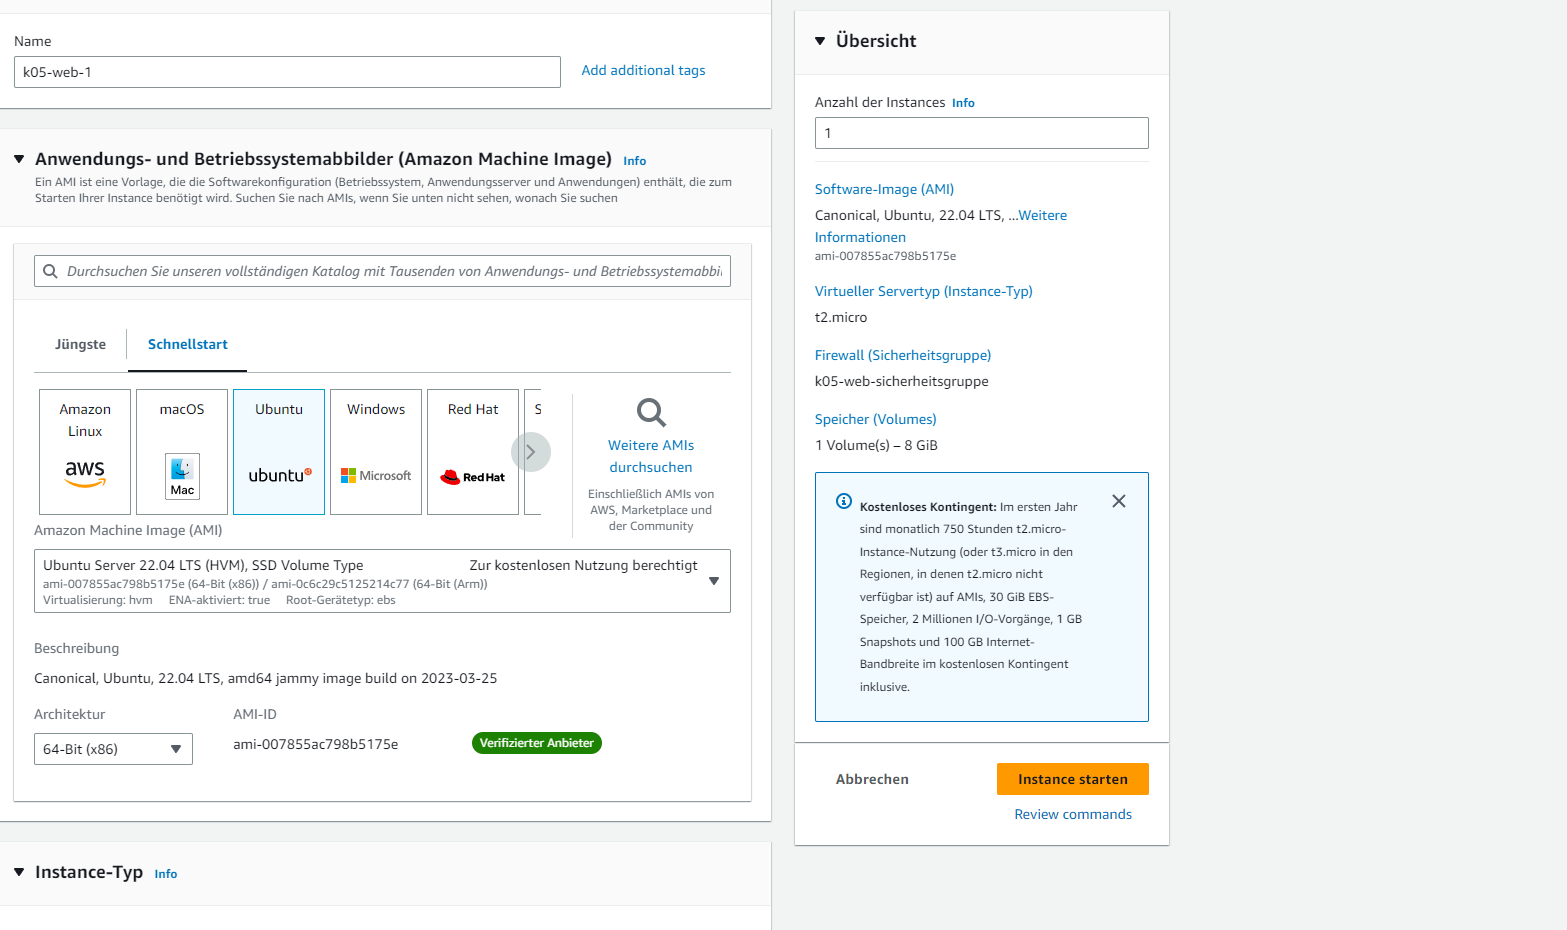 Name
k05-web-1
Add additional tags
Anwendungs- und Betriebssystemabbilder (Amazon Machine Image) Info
Ein AMI ist eine Vorlage, die die Softwarekonfiguration (Betriebssystem, Anwendungsserver und Anwendungen) enthält, die zum
Starten Ihrer Instance benötigt wird. Suchen Sie nach AMIs, wenn Sie unten nicht sehen, wonach Sie suchen
Durchsuchen Sie unseren vollständigen Katalog mit Tausenden von Anwendungs- und Betriebssystemabbi
Jüngste
Schnellstart
Amazon
Linux
aws
macOS
Mac
Ubuntu
ubuntu
Windows
Microsoft
Red Hat
Red Hat
S
Weitere AMIs
durchsuchen
Einschließlich AMIs von
AWS, Marketplace und
der Community
Amazon Machine Image (AMI)
Ubuntu Server 22.04 LTS (HVM), SSD Volume Type
Zur kostenlosen Nutzung berechtigt
ami-007855ac798b5175e (64-Bit (x86)) / ami-0c6c29c5125214c77 (64-Bit (Arm))
Virtualisierung: hvm ENA-aktiviert: true Root-Gerätetyp: ebs
Beschreibung
Canonical, Ubuntu, 22.04 LTS, amd64 jammy image build on 2023-03-25
Architektur
64-Bit (x86)
AMI-ID
ami-007855ac798b5175e
Verifizierter Anbieter
Instance-Typ Info
Übersicht
Anzahl der Instances Info
1
Software-Image (AMI)
Canonical, Ubuntu, 22.04 LTS, ...Weitere
Informationen
ami-007855ac798b5175e
Virtueller Servertyp (Instance-Typ)
t2.micro
Firewall (Sicherheitsgruppe)
k05-web-sicherheitsgruppe
Speicher (Volumes)
1 Volume(s) – 8 GiB
Kostenloses Kontingent: Im ersten Jahr
sind monatlich 750 Stunden t2.micro-
Instance-Nutzung (oder t3.micro in den
Regionen, in denen t2.micro nicht
verfügbar ist) auf AMIs, 30 GiB EBS-
Speicher, 2 Millionen I/O-Vorgänge, 1 GB
Snapshots und 100 GB Internet-
Bandbreite im kostenlosen Kontingent
inklusive.
Abbrechen
Instance starten
Review commands